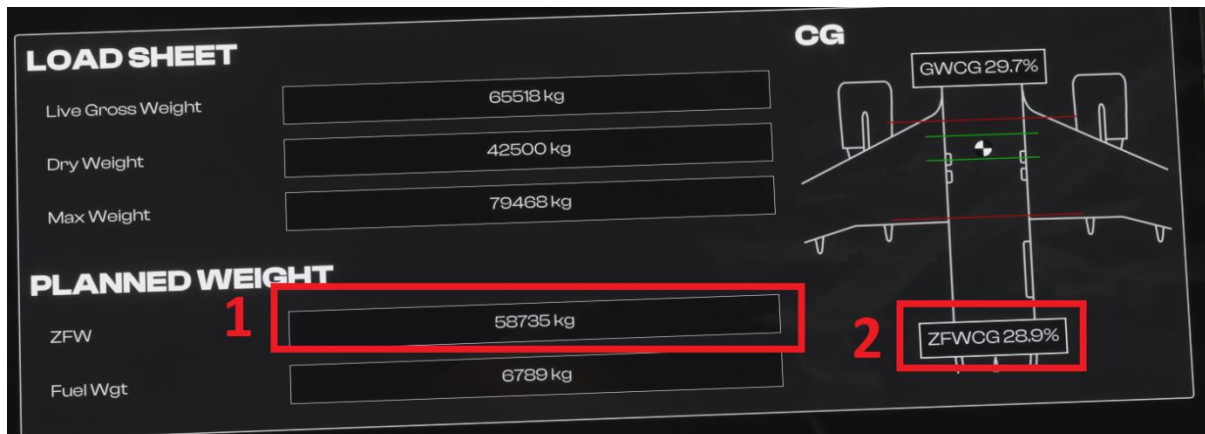 LOAD SHEET
Live Gross Weight 65518 kg
Dry Weight 42500 kg
Max Weight 79468 kg
PLANNED WEIGHT
1
ZFW 58735 kg
Fuel Wgt 6789 kg
CG
GWCG 29.7%
2
ZFWCG 28.9%